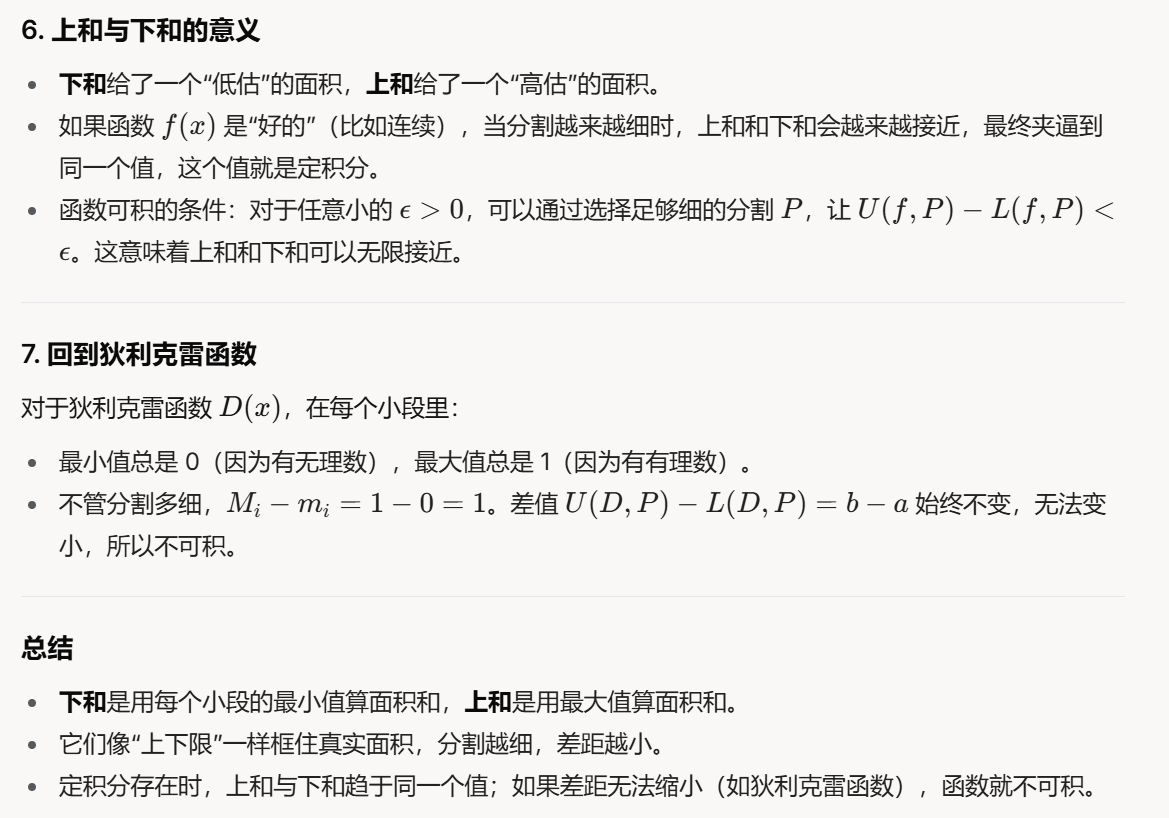 6. 上和与下和的意义
下和给了一个“低估”的面积，上和给了一个“高估”的面积。
如果函数 f(x) 是“好的”（比如连续），当分割越来越细时，上和和下和会越来越接近，最终夹逼到
同一个值，这个值就是定积分。
函数可积的条件：对于任意小的 ϵ > 0，可以通过选择足够细的分割 P，让 U(f, P) − L(f, P) <
ϵ。这意味着上和和下和可以无限接近。
7. 回到狄利克雷函数
对于狄利克雷函数 D(x)，在每个小段里：
最小值总是 0（因为有无理数），最大值总是 1（因为有有理数）。
不管分割多细，M_i − m_i = 1 − 0 = 1。差值 U(D, P) − L(D, P) = b − a 始终不变，无法变
小，所以不可积。
总结
下和是用每个小段的最小值算面积和，上和是用最大值算面积和。
它们像“上下限”一样框住真实面积，分割越细，差距越小。
定积分存在时，上和与下和趋于同一个值；如果差距无法缩小（如狄利克雷函数），函数就不可积。